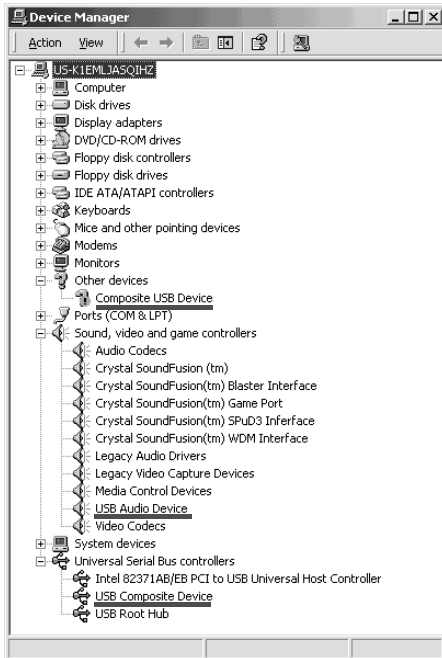 Device Manager
Action View
US-K1EMLJASQIHZ
Computer
Disk drives
Display adapters
DVD/CD-ROM drives
Floppy disk controllers
Floppy disk drives
IDE ATA/ATAPI controllers
Keyboards
Mice and other pointing devices
Modems
Monitors
Other devices
Composite USB Device
Ports (COM & LPT)
Sound, video and game controllers
Audio Codecs
Crystal SoundFusion (tm)
Crystal SoundFusion(tm) Blaster Interface
Crystal SoundFusion(tm) Game Port
Crystal SoundFusion(tm) SPuD3 Inferface
Crystal SoundFusion(tm) WDM Interface
Legacy Audio Drivers
Legacy Video Capture Devices
Media Control Devices
USB Audio Device
Video Codecs
System devices
Universal Serial Bus controllers
Intel 82371AB/EB PCI to USB Universal Host Controller
USB Composite Device
USB Root Hub